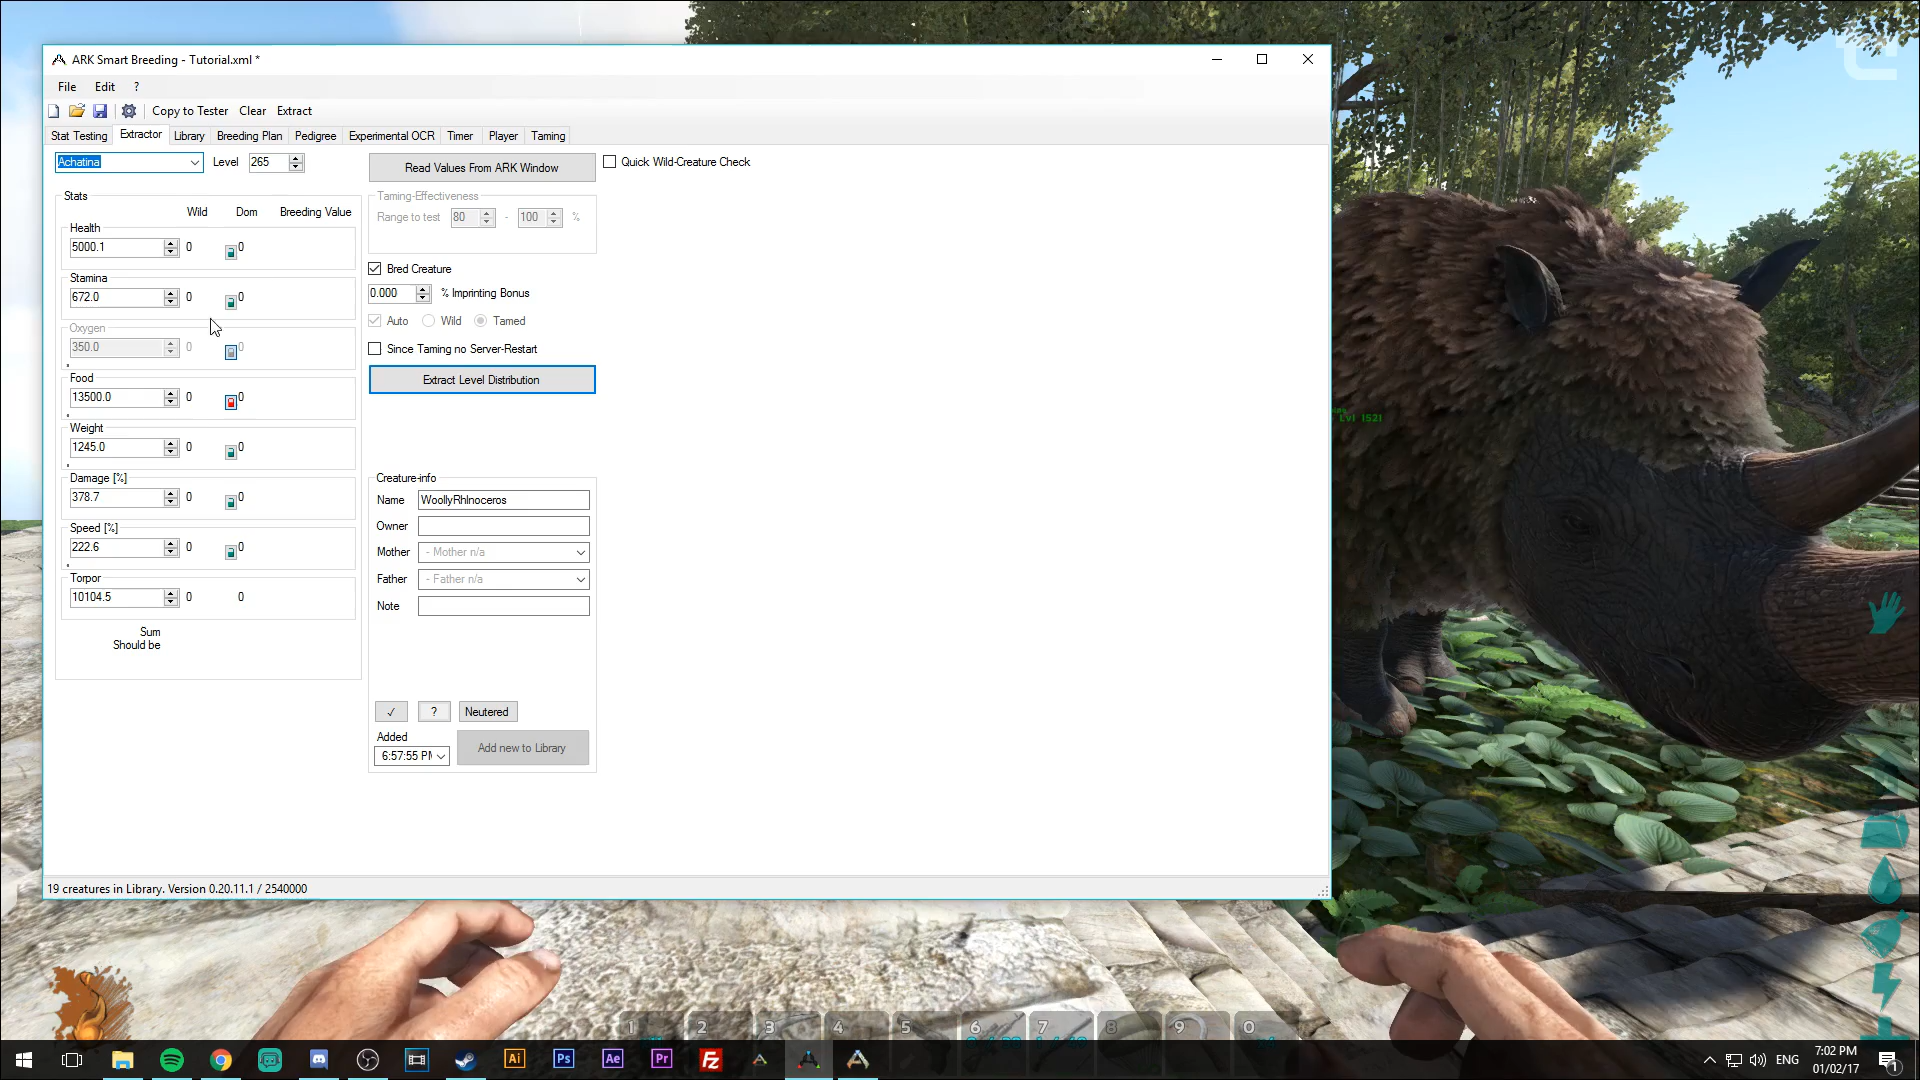 ARK Smart Breeding - Tutorial.xml *
File Edit ?
Copy to Tester Clear Extract
Stat Testing Extractor Library Breeding Plan Pedigree Experimental OCR Timer Player Taming
Achatina Level 265 Read Values From ARK Window Quick Wild-Creature Check
Stats
Wild Dom Breeding Value
Health
5000.1 0 0
Stamina
672.0 0 0
Oxygen
350.0 0 0
Food
13500.0 0 0
Weight
1245.0 0 0
Damage [%]
378.7 0 0
Speed [%]
222.6 0 0
Torpor
10104.5 0 0
Sum
Should be
Taming-Effectiveness
Range to test 80 - 100 %
Bred Creature
0.000 % Imprinting Bonus
Auto Wild Tamed
Since Taming no Server-Restart
Extract Level Distribution
Creature-info
Name WoollyRhInoceros
Owner
Mother - Mother n/a
Father - Father n/a
Note
✓ ? Neutered
Added
6:57:55 PM Add new to Library
19 creatures in Library. Version 0.20.11.1 / 2540000
Lvl 1521
1 2 3 4 5 6 7 8 9 0
Ai Ps Ae Pr Fz
ENG
7:02 PM
01/02/17
1